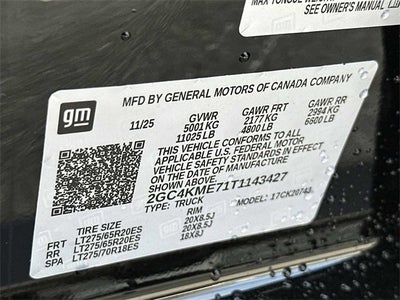 MAX TONGUE WEIGHT
SEE OWNER'S MANUAL
gm
MFD BY GENERAL MOTORS OF CANADA COMPANY
11/25 GVWR GAWR FRT GAWR RR
5001 KG 2177 KG 2994 KG
11025 LB 4800 LB 6600 LB
THIS VEHICLE CONFORMS TO ALL
APPLICABLE U.S. FEDERAL MOTOR
VEHICLE SAFETY STANDARDS IN
EFFECT ON THE DATE OF
MANUFACTURE SHOWN ABOVE.
2GC4KME71T1143427
TYPE: TRUCK MODEL: 17CK20743
TIRE SIZE RIM
FRT LT275/65R20ES 20X8.5J
RR LT275/65R20ES 20X8.5J
SPA LT275/70R18ES 18X8J